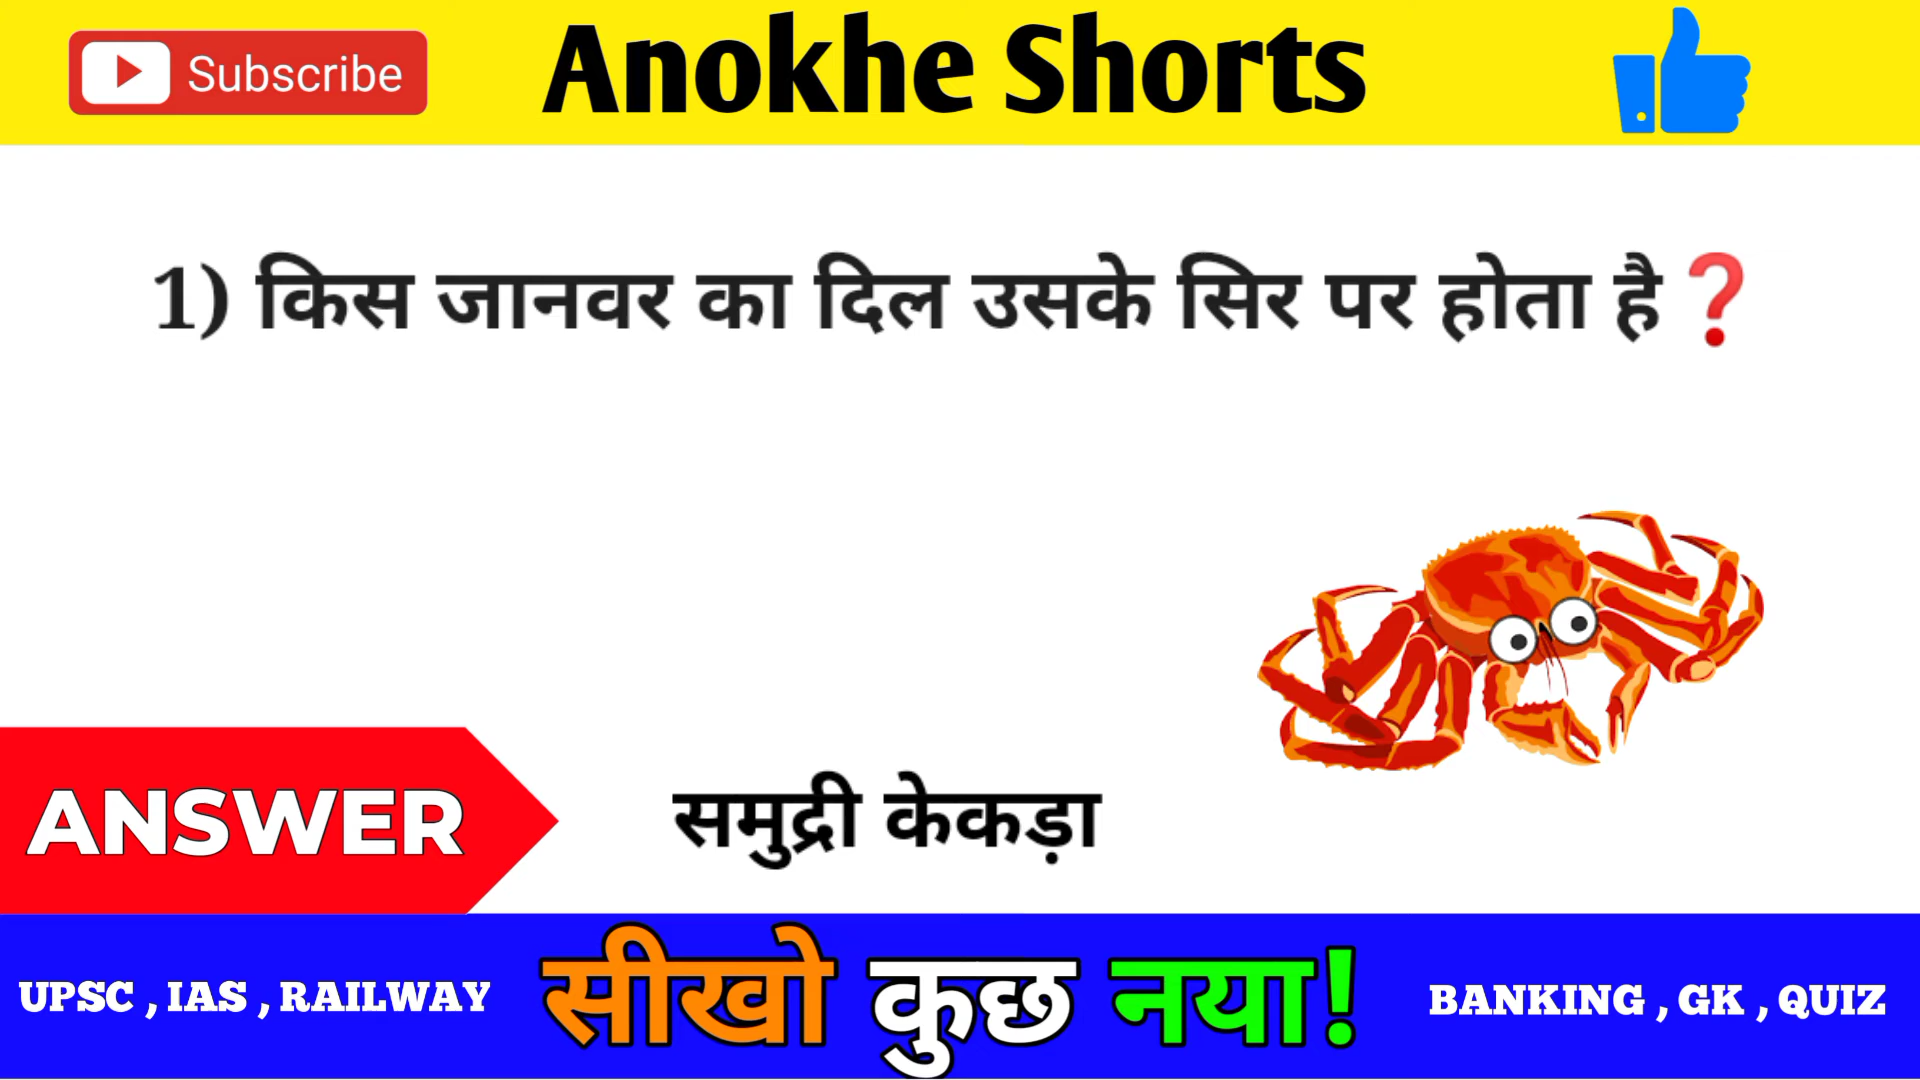 Subscribe
Anokhe Shorts
1) किस जानवर का दिल उसके सिर पर होता है❓
ANSWER
समुद्री केकड़ा
UPSC , IAS , RAILWAY
सीखो कुछ नया!
BANKING , GK , QUIZ